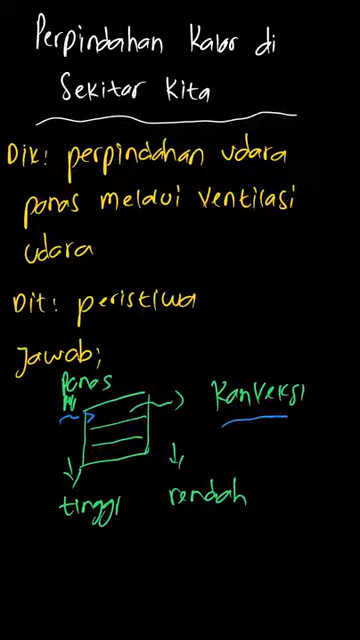 Perpindahan Kalor di
Sekitar Kita
Dik: perpindahan udara
panas melalui ventilasi
udara
Dit: peristiwa
Jawab;
panas
Konveksi
tinggi
rendah